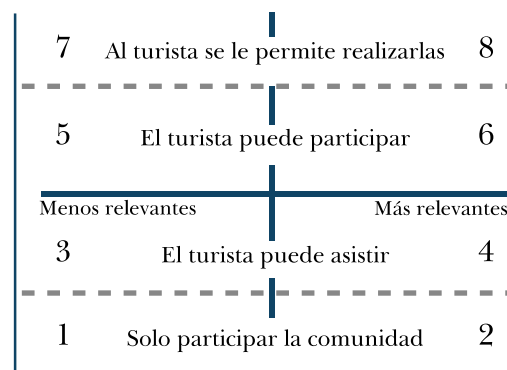 7 Al turista se le permite realizarlas 8
5 El turista puede participar 6
Menos relevantes Más relevantes
3 El turista puede asistir 4
1 Solo participar la comunidad 2